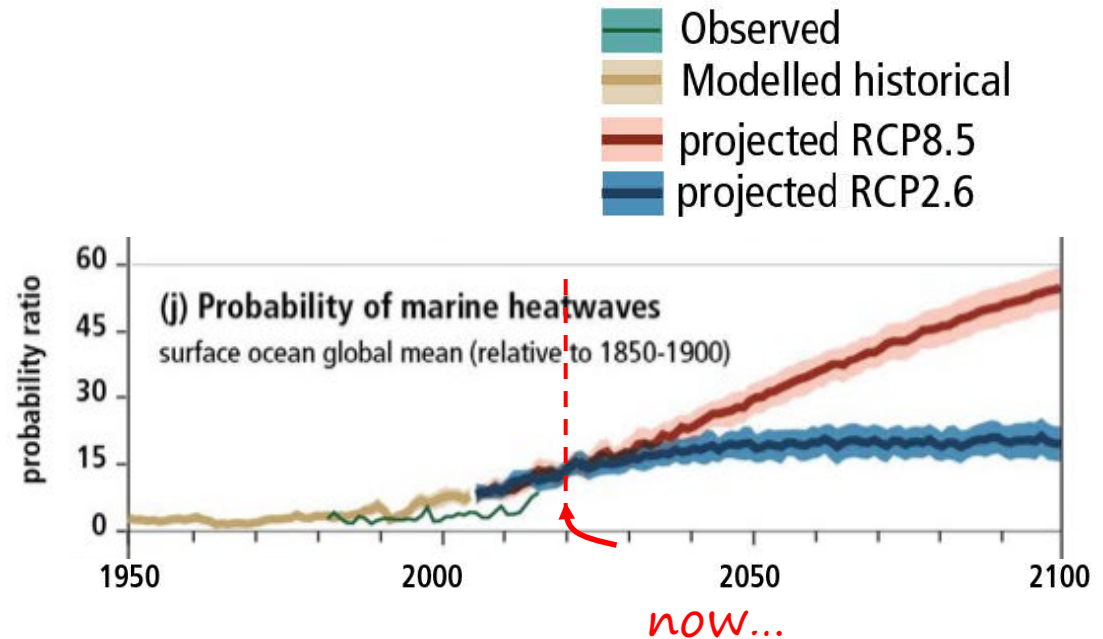 Observed
Modelled historical
projected RCP8.5
projected RCP2.6
probability ratio
60
45
30
15
0
(j) Probability of marine heatwaves
surface ocean global mean (relative to 1850-1900)
1950
2000
2050
2100
now...